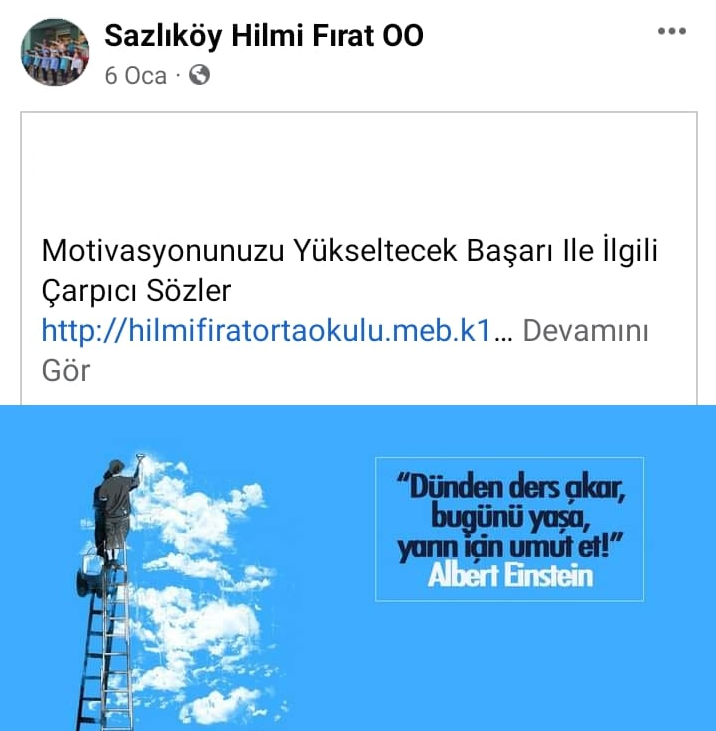 Sazlıköy Hilmi Fırat OO
6 Oca ·
Motivasyonunuzu Yükseltecek Başarı Ile İlgili
Çarpıcı Sözler
http://hilmifiratortaokulu.meb.k1... Devamını
Gör
“Dünden ders çıkar,
bugünü yaşa,
yarın için umut et!”
Albert Einstein